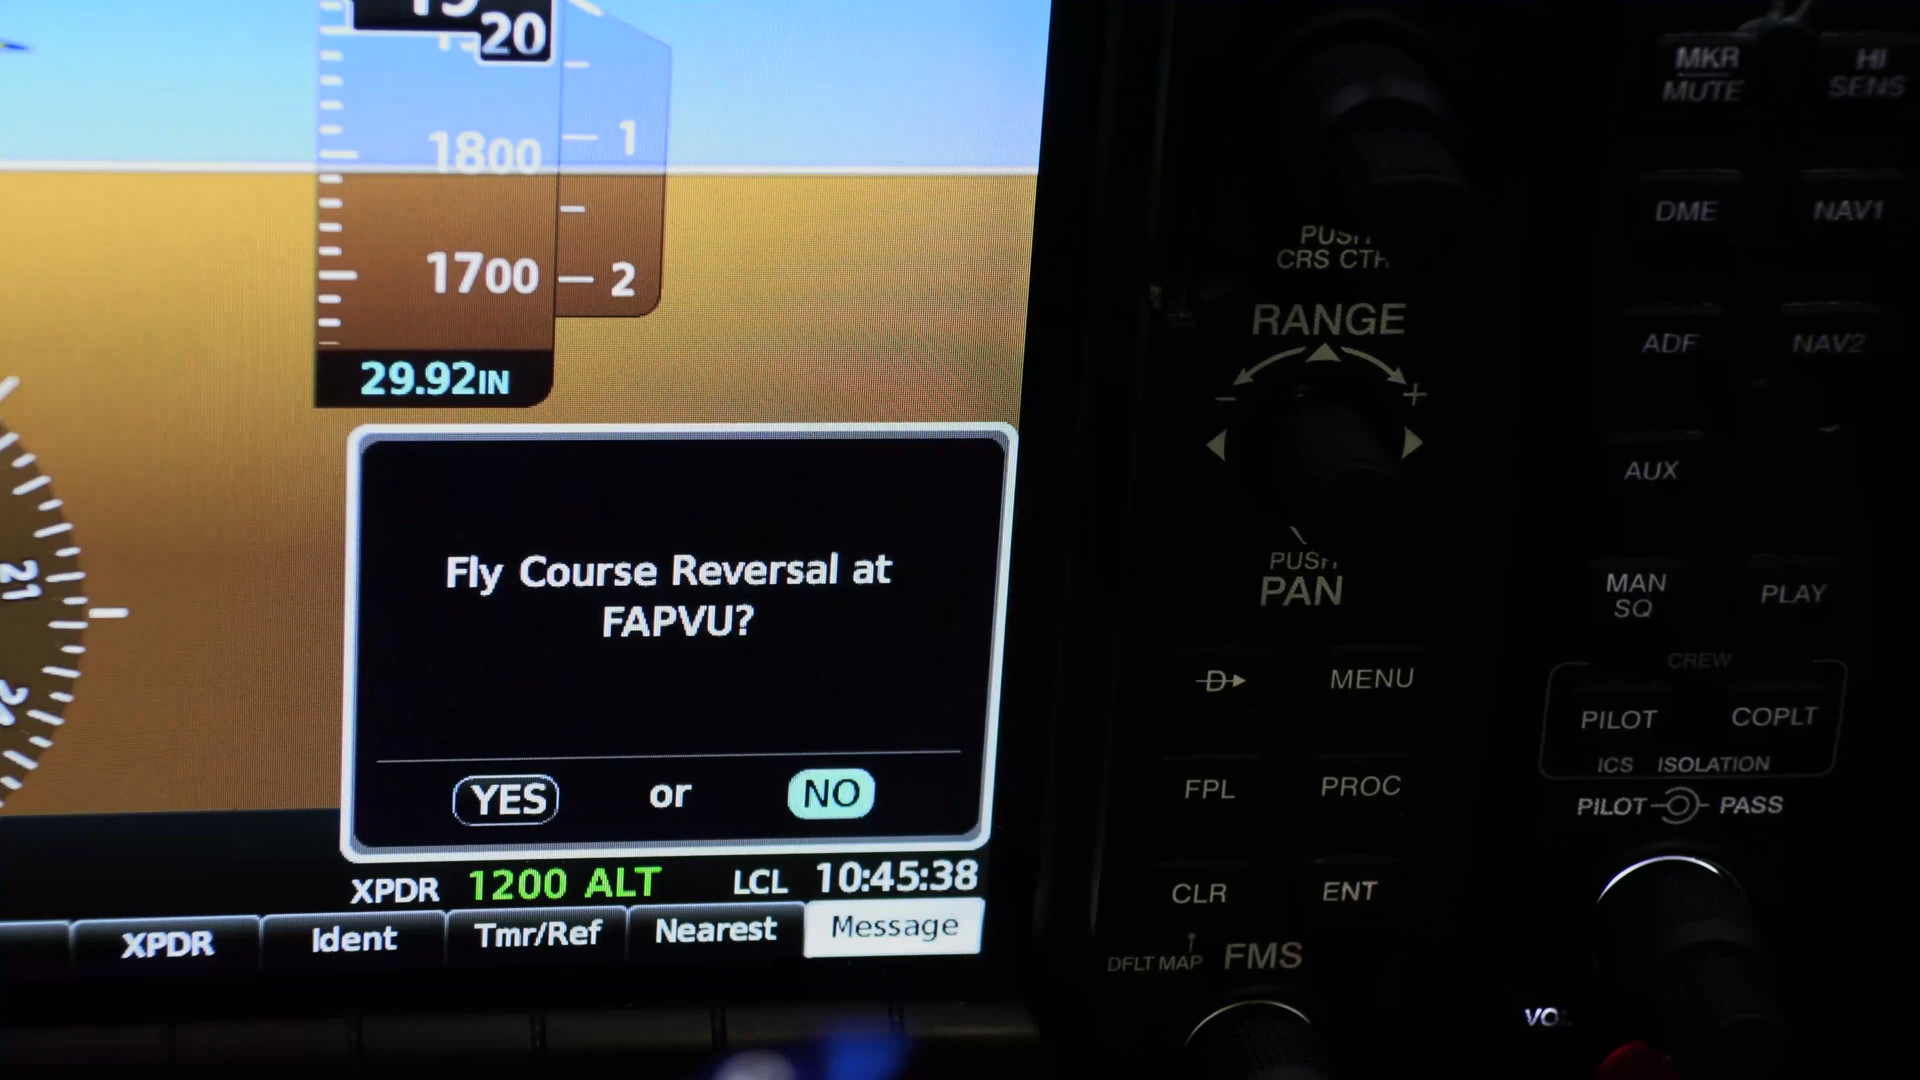 20
1800
1
1700
2
29.92IN
21
24
Fly Course Reversal at
FAPVU?
YES or NO
XPDR 1200 ALT LCL 10:45:38
XPDR Ident Tmr/Ref Nearest Message
PUSH
CRS CTR
RANGE
- +
PUSH
PAN
D MENU
FPL PROC
CLR ENT
DFLT MAP FMS
MKR
MUTE
HI
SENS
DME NAV1
ADF NAV2
AUX
MAN
SQ
PLAY
CREW
PILOT COPLT
ICS ISOLATION
PILOT PASS